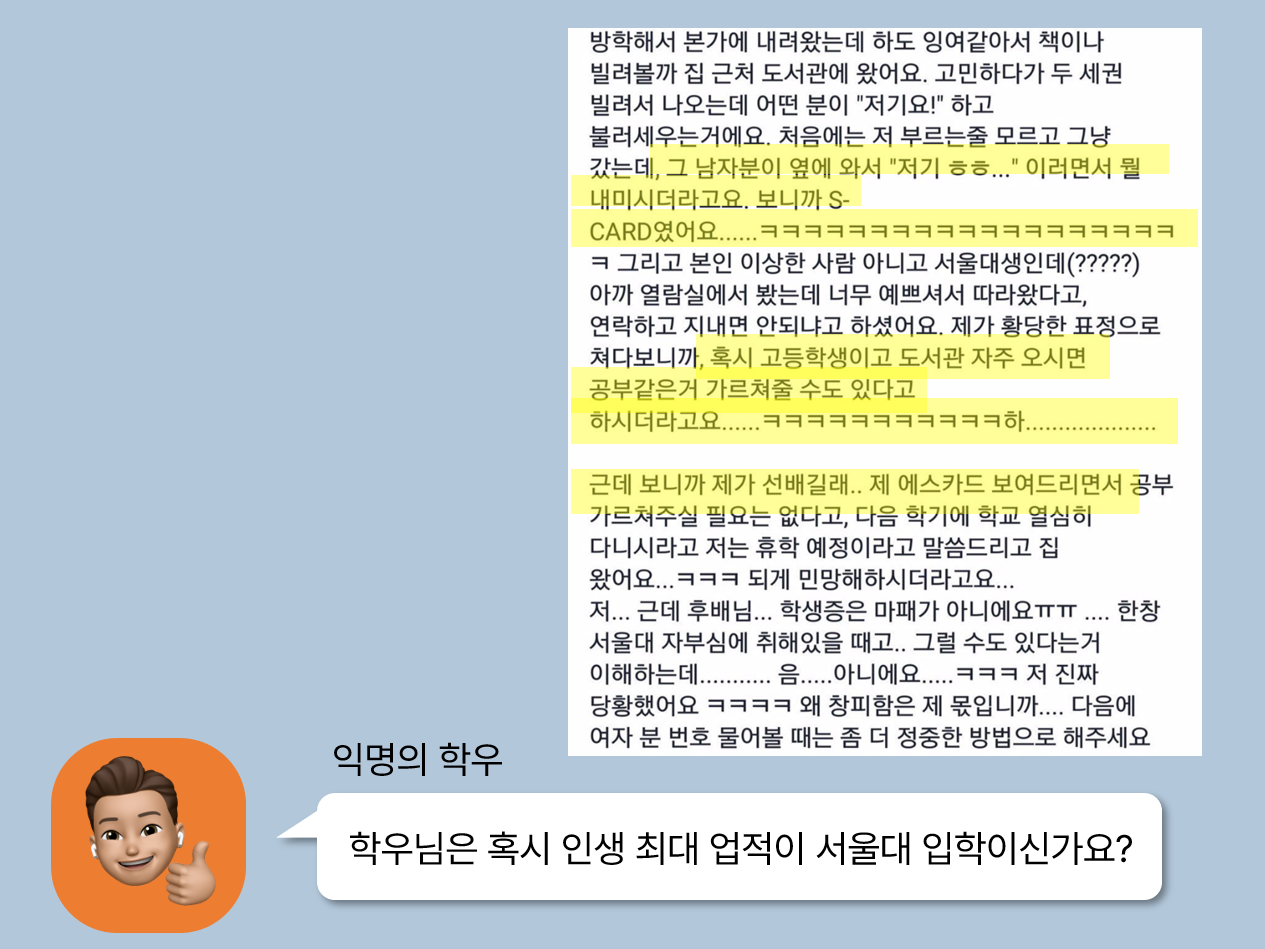 방학해서 본가에 내려왔는데 하도 잉여같아서 책이나
빌려볼까 집 근처 도서관에 왔어요. 고민하다가 두 세권
빌려서 나오는데 어떤 분이 "저기요!" 하고
불러세우는거에요. 처음에는 저 부르는줄 모르고 그냥
갔는데, 그 남자분이 옆에 와서 "저기 ㅎㅎ..." 이러면서 뭘
내미시더라고요. 보니까 S-
CARD였어요......ㅋㅋㅋㅋㅋㅋㅋㅋㅋㅋㅋㅋㅋㅋㅋㅋㅋㅋㅋ
ㅋ 그리고 본인 이상한 사람 아니고 서울대생인데(?????)
아까 열람실에서 봤는데 너무 예쁘셔서 따라왔다고,
연락하고 지내면 안되냐고 하셨어요. 제가 황당한 표정으로
쳐다보니까, 혹시 고등학생이고 도서관 자주 오시면
공부같은거 가르쳐줄 수도 있다고
하시더라고요......ㅋㅋㅋㅋㅋㅋㅋㅋㅋㅋㅋ하....................
근데 보니까 제가 선배길래.. 제 에스카드 보여드리면서 공부
가르쳐주실 필요는 없다고, 다음 학기에 학교 열심히
다니시라고 저는 휴학 예정이라고 말씀드리고 집
왔어요...ㅋㅋㅋ 되게 민망해하시더라고요...
저... 근데 후배님... 학생증은 마패가 아니에요ㅠㅠ .... 한창
서울대 자부심에 취해있을 때고.. 그럴 수도 있다는거
이해하는데........... 음.....아니에요.....ㅋㅋㅋ 저 진짜
당황했어요 ㅋㅋㅋㅋ 왜 창피함은 제 몫입니까.... 다음에
여자 분 번호 물어볼 때는 좀 더 정중한 방법으로 해주세요
익명의 학우
학우님은 혹시 인생 최대 업적이 서울대 입학이신가요?